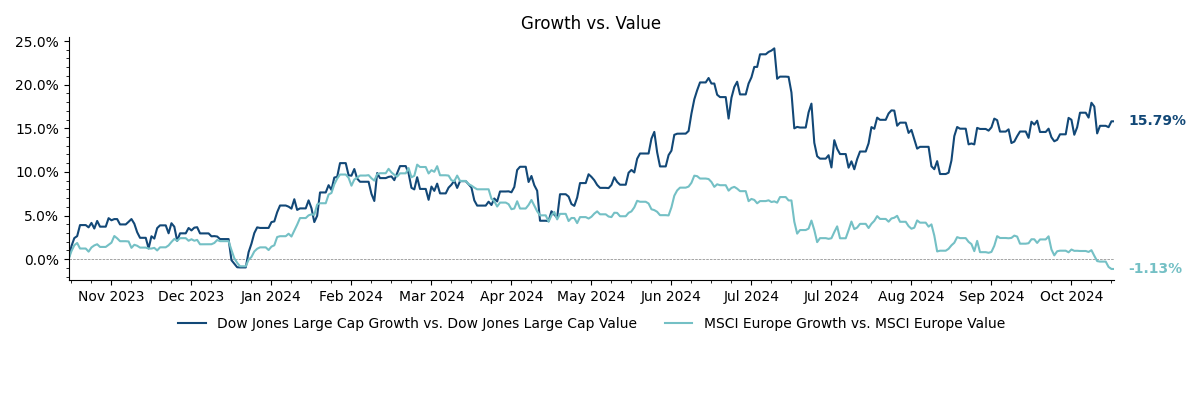 Growth vs. Value
25.0%
20.0%
15.0%
10.0%
5.0%
0.0%
15.79%
-1.13%
Nov 2023 Dec 2023 Jan 2024 Feb 2024 Mar 2024 Apr 2024 May 2024 Jun 2024 Jul 2024 Jul 2024 Aug 2024 Sep 2024 Oct 2024
Dow Jones Large Cap Growth vs. Dow Jones Large Cap Value MSCI Europe Growth vs. MSCI Europe Value